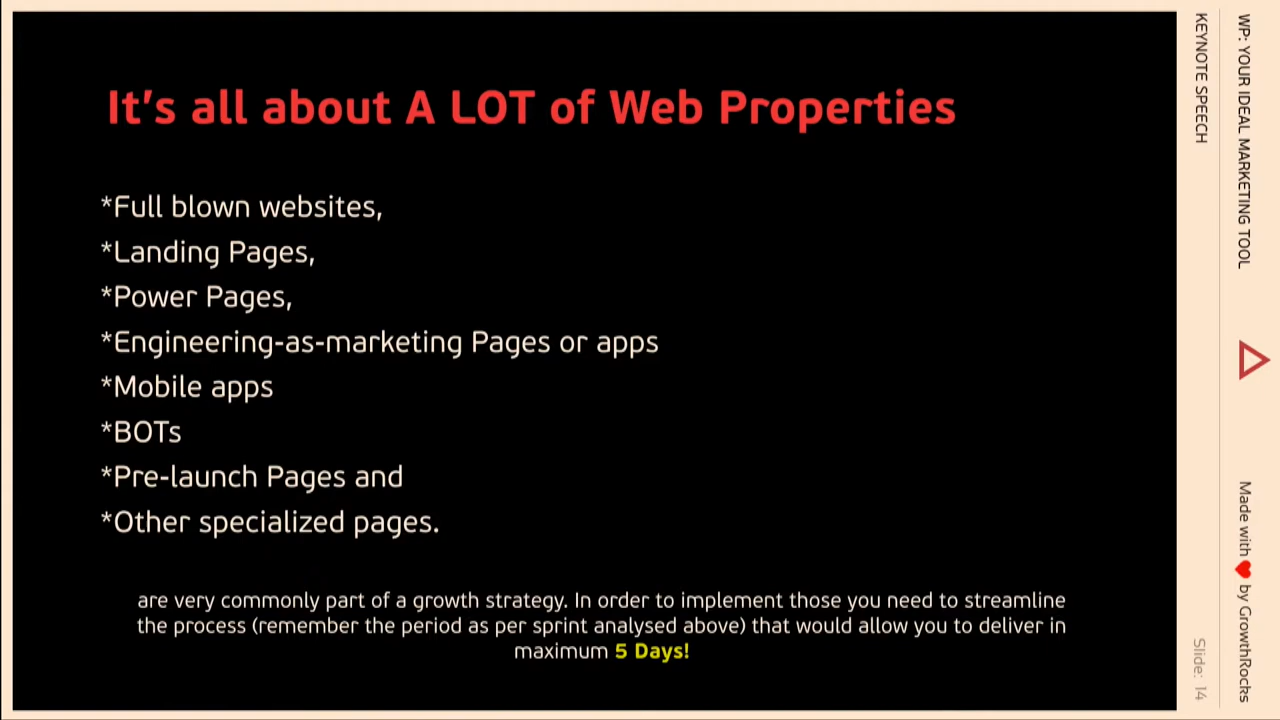 It's all about A LOT of Web Properties
*Full blown websites,
*Landing Pages,
*Power Pages,
*Engineering-as-marketing Pages or apps
*Mobile apps
*BOTs
*Pre-launch Pages and
*Other specialized pages.
are very commonly part of a growth strategy. In order to implement those you need to streamline
the process (remember the period as per sprint analysed above) that would allow you to deliver in
maximum 5 Days!
WP: YOUR IDEAL MARKETING TOOL
KEYNOTE SPEECH
Made with ❤ by GrowthRocks
Slide: 14